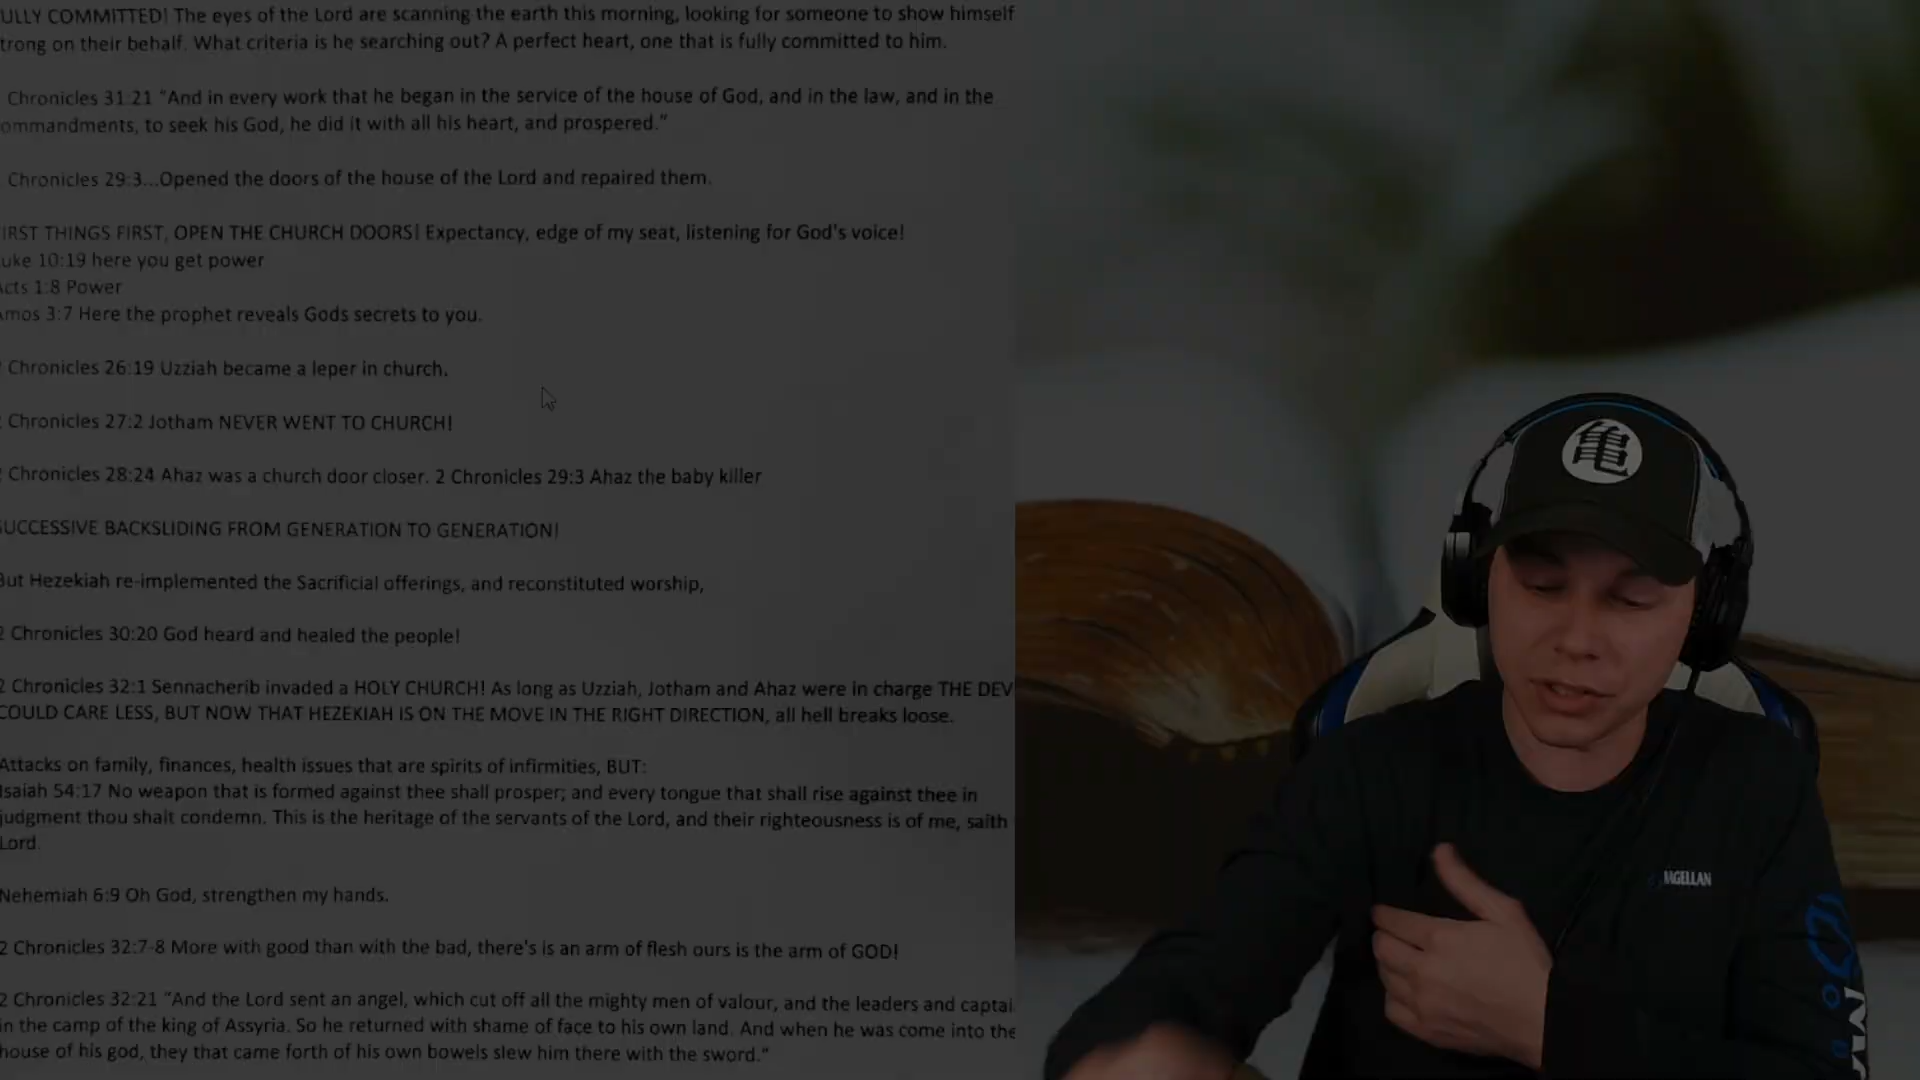 ULLY COMMITTED! The eyes of the Lord are scanning the earth this morning, looking for someone to show himself
trong on their behalf. What criteria is he searching out? A perfect heart, one that is fully committed to him.
Chronicles 31:21 "And in every work that he began in the service of the house of God, and in the law, and in the
ommandments, to seek his God, he did it with all his heart, and prospered."
Chronicles 29:3...Opened the doors of the house of the Lord and repaired them.
IRST THINGS FIRST, OPEN THE CHURCH DOORS! Expectancy, edge of my seat, listening for God's voice!
uke 10:19 here you get power
Acts 1:8 Power
Amos 3:7 Here the prophet reveals Gods secrets to you.
Chronicles 26:19 Uzziah became a leper in church.
Chronicles 27:2 Jotham NEVER WENT TO CHURCH!
Chronicles 28:24 Ahaz was a church door closer. 2 Chronicles 29:3 Ahaz the baby killer
SUCCESSIVE BACKSLIDING FROM GENERATION TO GENERATION!
But Hezekiah re-implemented the Sacrificial offerings, and reconstituted worship,
2 Chronicles 30:20 God heard and healed the people!
2 Chronicles 32:1 Sennacherib invaded a HOLY CHURCH! As long as Uzziah, Jotham and Ahaz were in charge THE DEV
COULD CARE LESS, BUT NOW THAT HEZEKIAH IS ON THE MOVE IN THE RIGHT DIRECTION, all hell breaks loose.
Attacks on family, finances, health issues that are spirits of infirmities, BUT:
Isaiah 54:17 No weapon that is formed against thee shall prosper; and every tongue that shall rise against thee in
judgment thou shalt condemn. This is the heritage of the servants of the Lord, and their righteousness is of me, saith
Lord.
Nehemiah 6:9 Oh God, strengthen my hands.
2 Chronicles 32:7-8 More with good than with the bad, there's is an arm of flesh ours is the arm of GOD!
2 Chronicles 32:21 "And the Lord sent an angel, which cut off all the mighty men of valour, and the leaders and captai
in the camp of the king of Assyria. So he returned with shame of face to his own land. And when he was come into the
house of his god, they that came forth of his own bowels slew him there with the sword."
亀
MAGELLAN